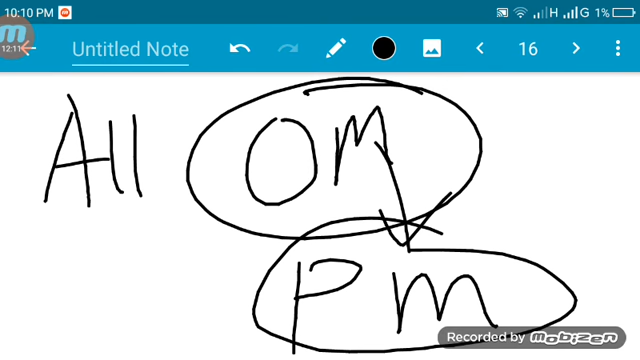 10:10 PM H G 1%
12:11
Untitled Note 16
All OM
PM
Recorded by mobizen